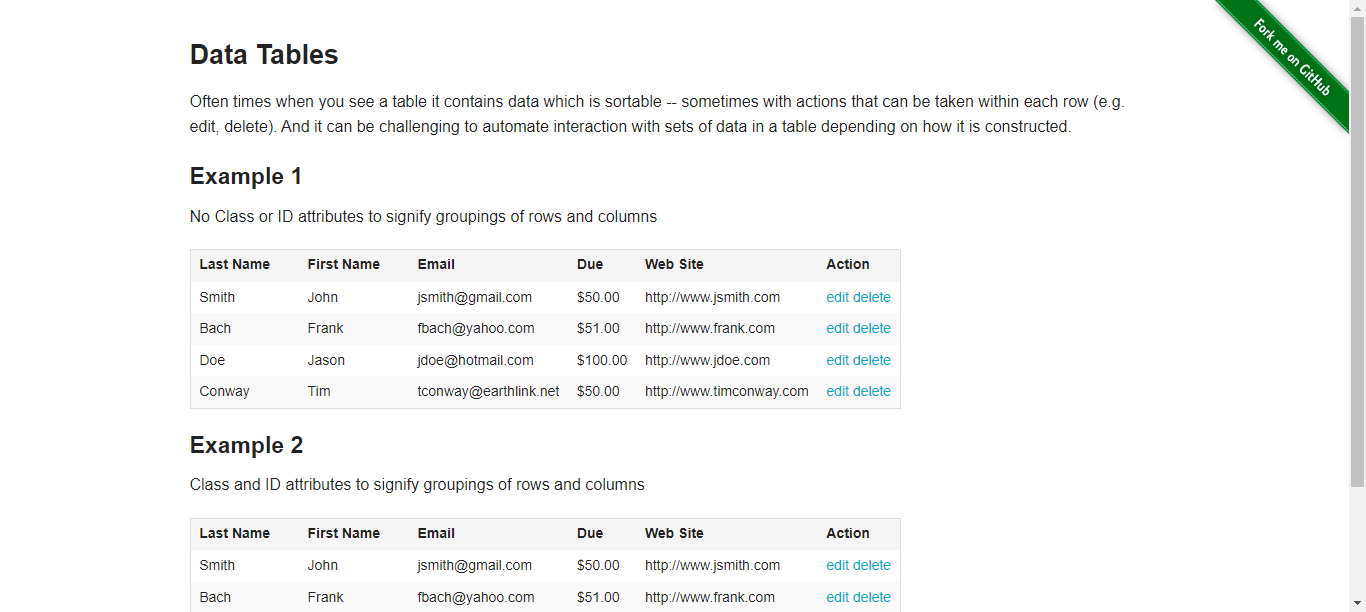 Fork me on GitHub
Data Tables
Often times when you see a table it contains data which is sortable -- sometimes with actions that can be taken within each row (e.g.
edit, delete). And it can be challenging to automate interaction with sets of data in a table depending on how it is constructed.
Example 1
No Class or ID attributes to signify groupings of rows and columns
Last Name First Name Email Due Web Site Action
Smith John jsmith@gmail.com $50.00 http://www.jsmith.com edit delete
Bach Frank fbach@yahoo.com $51.00 http://www.frank.com edit delete
Doe Jason jdoe@hotmail.com $100.00 http://www.jdoe.com edit delete
Conway Tim tconway@earthlink.net $50.00 http://www.timconway.com edit delete
Example 2
Class and ID attributes to signify groupings of rows and columns
Last Name First Name Email Due Web Site Action
Smith John jsmith@gmail.com $50.00 http://www.jsmith.com edit delete
Bach Frank fbach@yahoo.com $51.00 http://www.frank.com edit delete